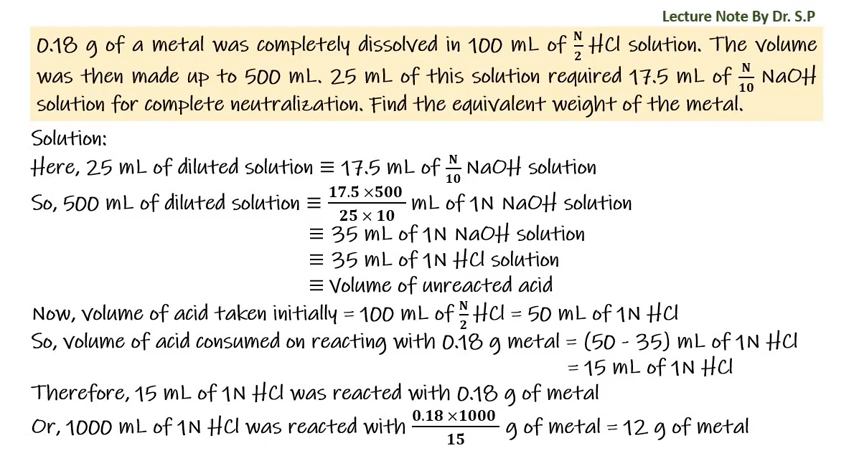 Lecture Note By Dr. S.P
0.18 g of a metal was completely dissolved in 100 mL of N/2 HCl solution. The volume
was then made up to 500 mL. 25 mL of this solution required 17.5 mL of N/10 NaOH
solution for complete neutralization. Find the equivalent weight of the metal.
Solution:
Here, 25 mL of diluted solution ≡ 17.5 mL of N/10 NaOH solution
So, 500 mL of diluted solution ≡ (17.5 ×500)/(25 × 10) mL of 1N NaOH solution
≡ 35 mL of 1N NaOH solution
≡ 35 mL of 1N HCl solution
≡ Volume of unreacted acid
Now, volume of acid taken initially = 100 mL of N/2 HCl = 50 mL of 1N HCl
So, volume of acid consumed on reacting with 0.18 g metal = (50 - 35) mL of 1N HCl
= 15 mL of 1N HCl
Therefore, 15 mL of 1N HCl was reacted with 0.18 g of metal
Or, 1000 mL of 1N HCl was reacted with (0.18 ×1000)/15 g of metal = 12 g of metal